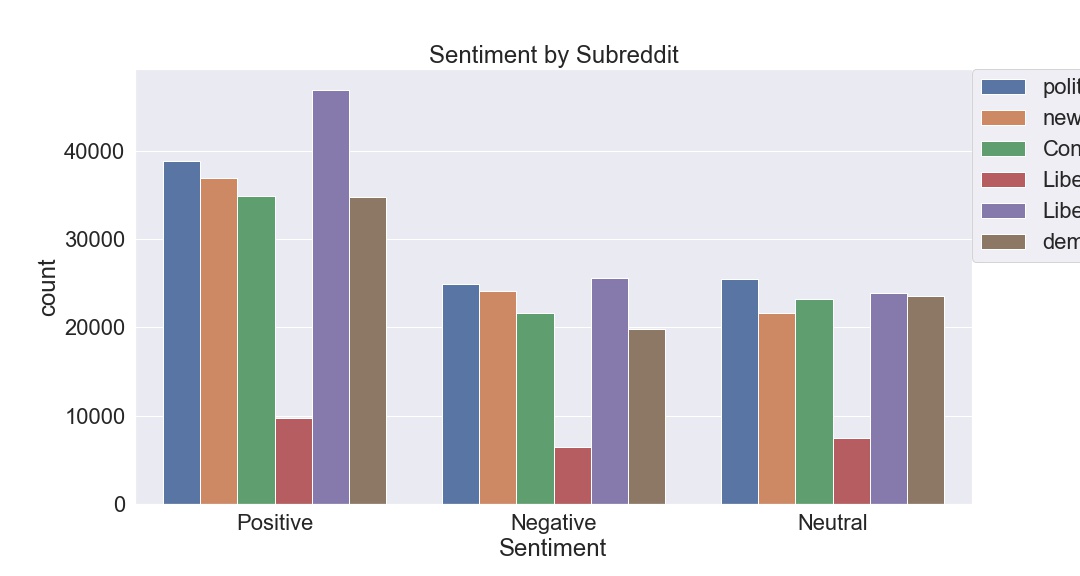 Sentiment by Subreddit
40000
30000
20000
10000
0
count
Positive
Negative
Neutral
Sentiment
polit
new
Con
Libe
Libe
dem